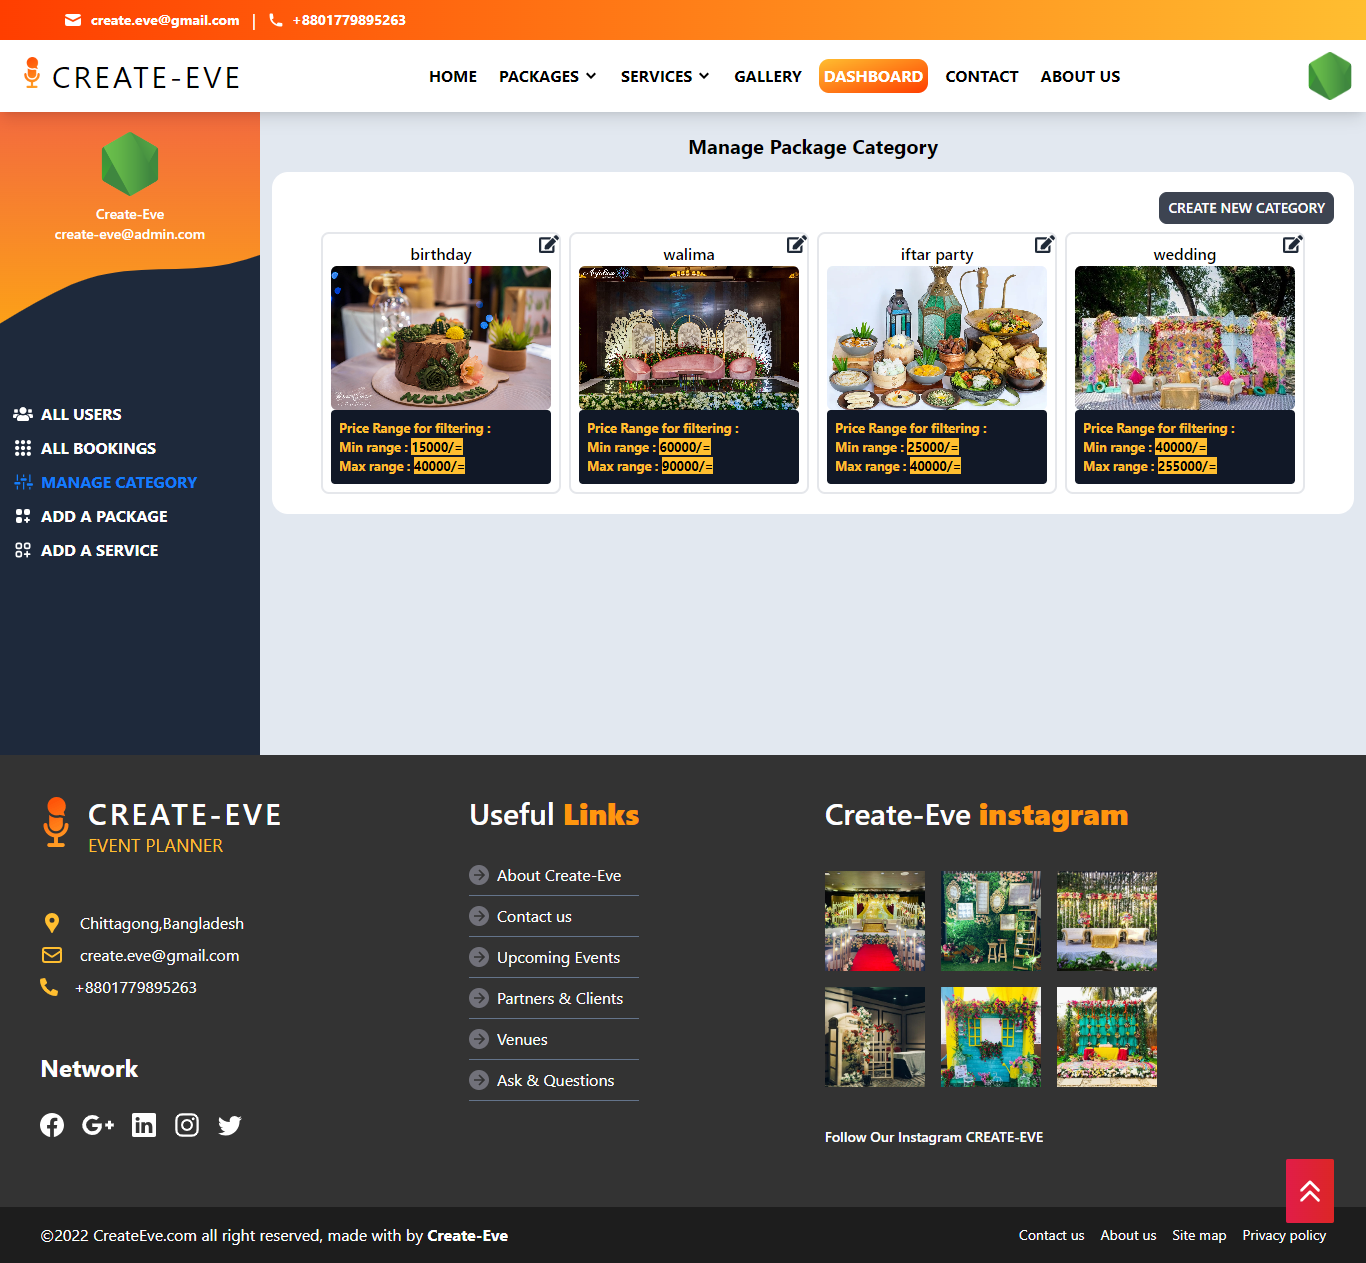 create.eve@gmail.com | +8801779895263
CREATE-EVE
HOME PACKAGES SERVICES GALLERY DASHBOARD CONTACT ABOUT US
Create-Eve
create-eve@admin.com
ALL USERS
ALL BOOKINGS
MANAGE CATEGORY
ADD A PACKAGE
ADD A SERVICE
Manage Package Category
CREATE NEW CATEGORY
birthday
Price Range for filtering :
Min range : 15000/=
Max range : 40000/=
walima
Price Range for filtering :
Min range : 60000/=
Max range : 90000/=
iftar party
Price Range for filtering :
Min range : 25000/=
Max range : 40000/=
wedding
Price Range for filtering :
Min range : 40000/=
Max range : 255000/=
CREATE-EVE
EVENT PLANNER
Chittagong,Bangladesh
create.eve@gmail.com
+8801779895263
Network
Useful Links
About Create-Eve
Contact us
Upcoming Events
Partners & Clients
Venues
Ask & Questions
Create-Eve instagram
Follow Our Instagram CREATE-EVE
©2022 CreateEve.com all right reserved, made with by Create-Eve
Contact us About us Site map Privacy policy